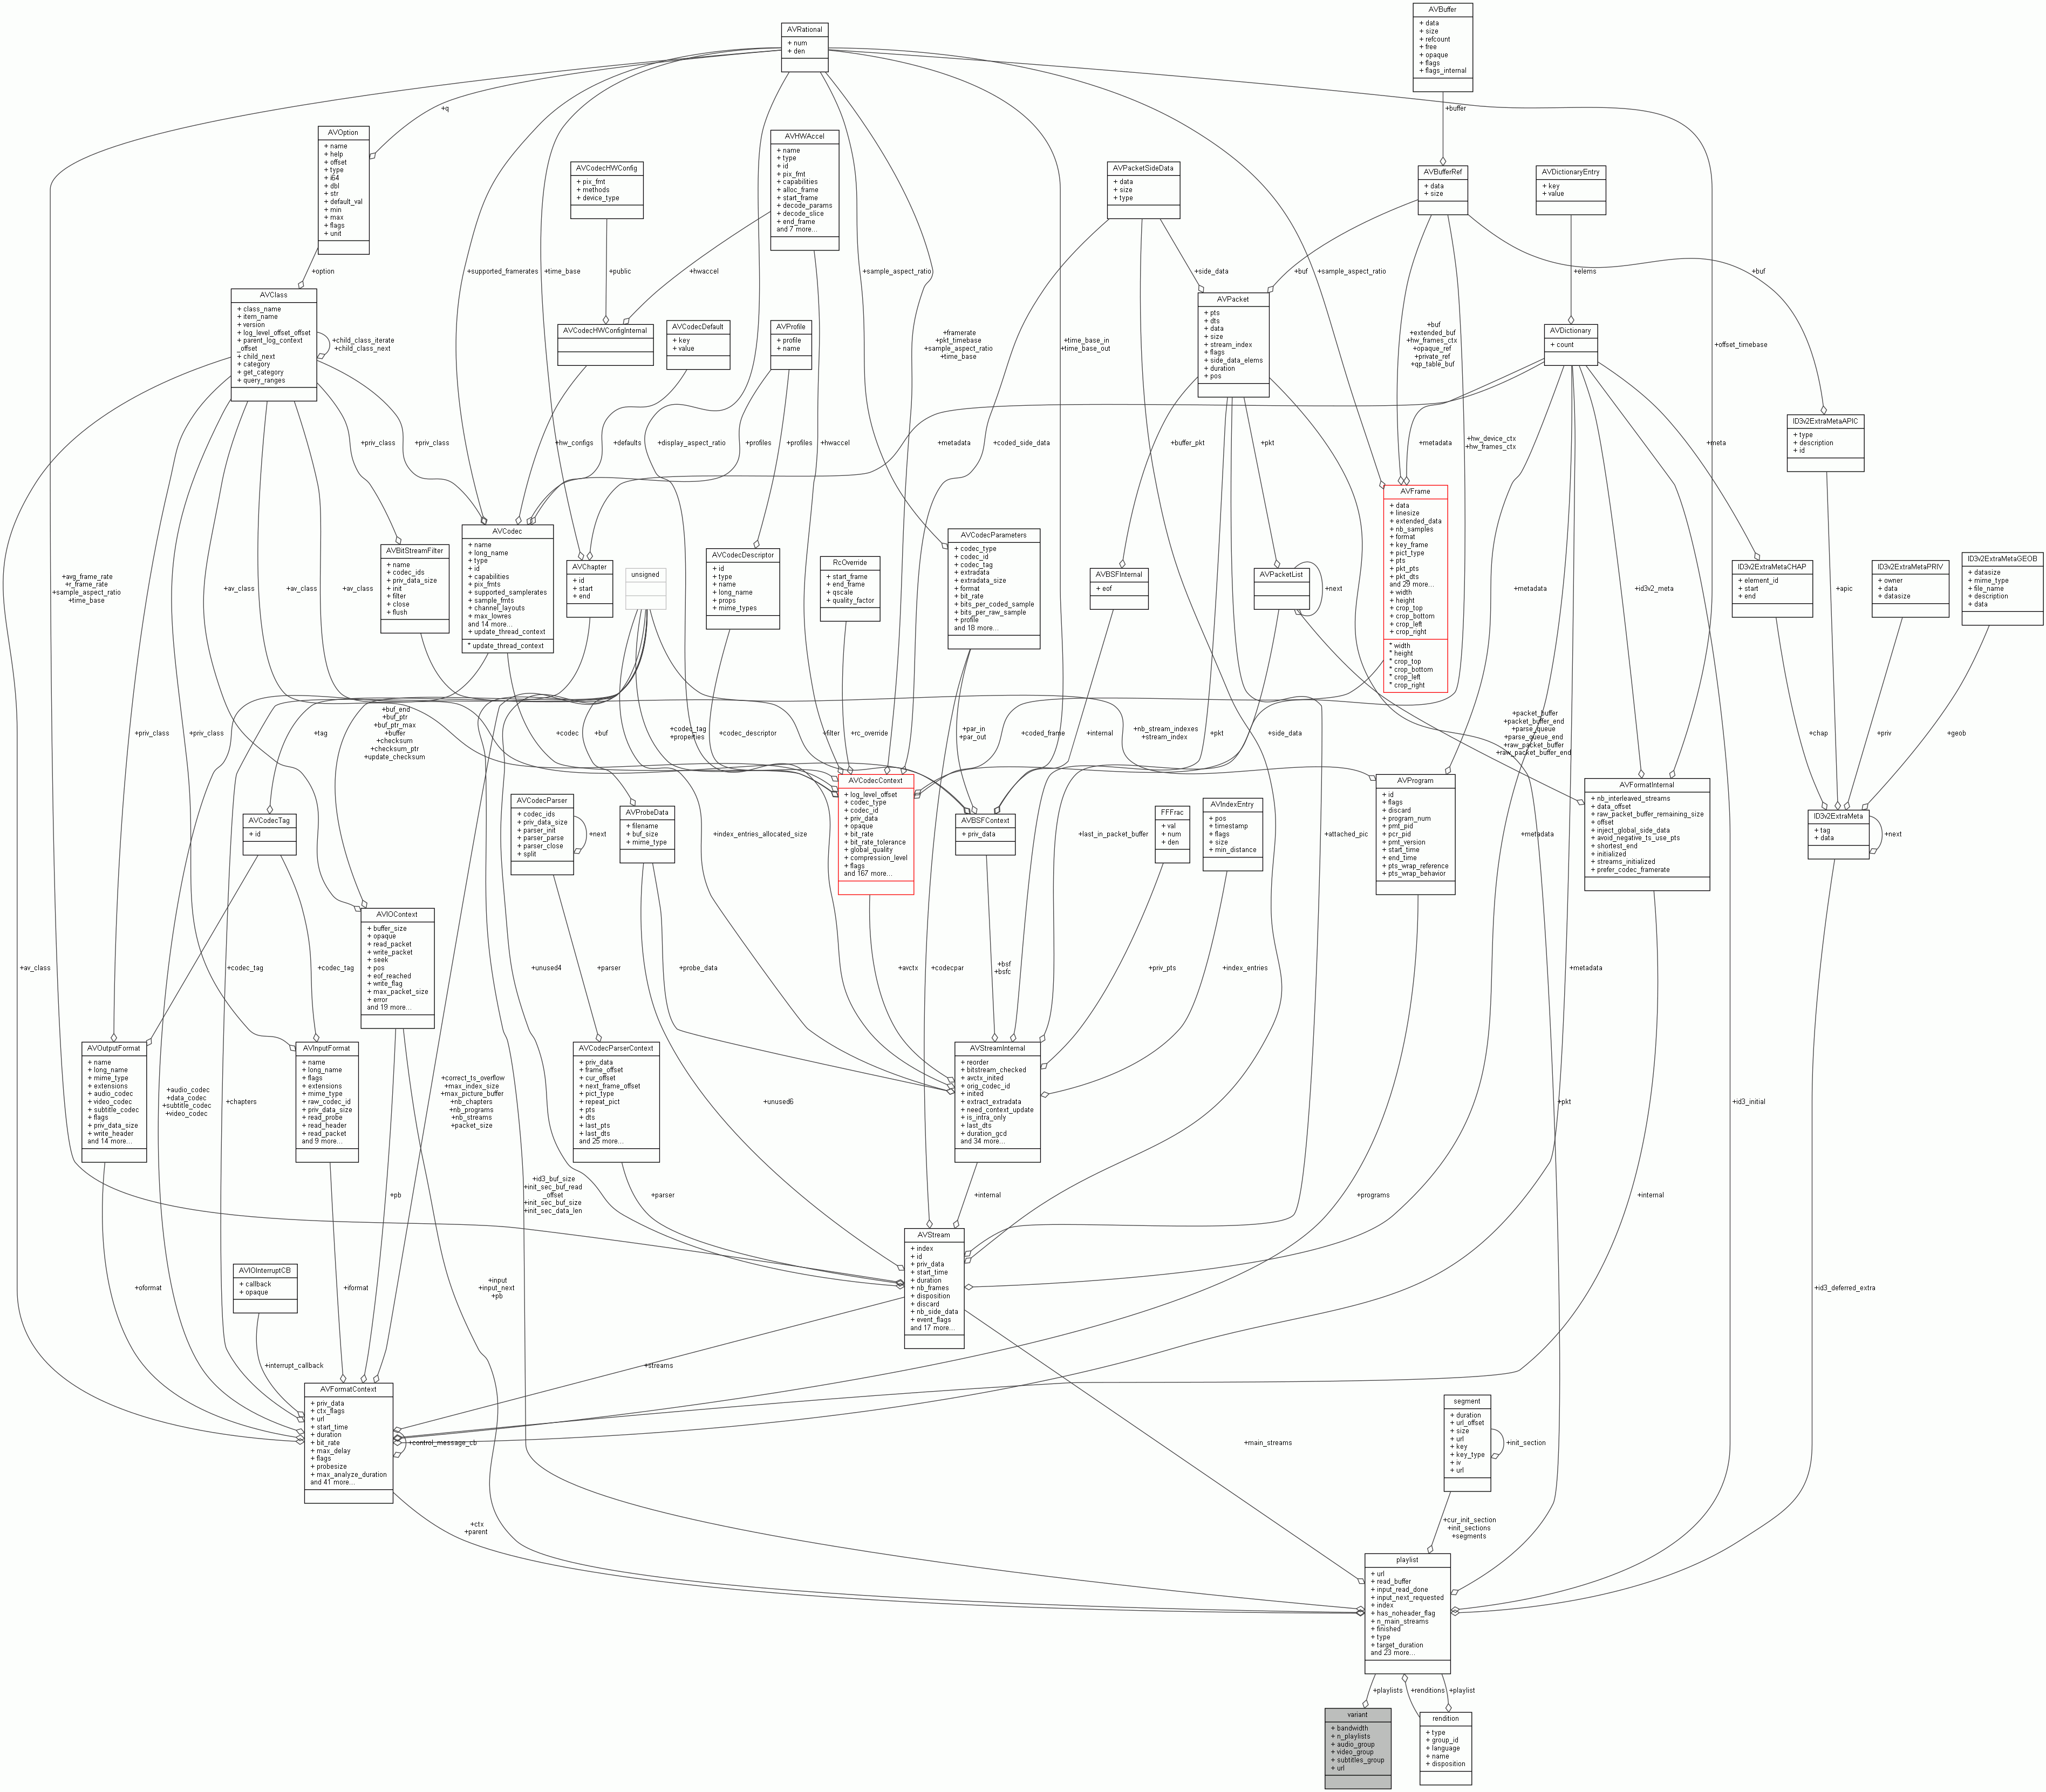 AVBuffer
+ data
+ size
+ refcount
+ free
+ opaque
+ flags
+ flags_internal
AVRational
+ num
+ den
+q
+buffer
AVOption
+ name
+ help
+ offset
+ type
+ i64
+ dbl
+ str
+ default_val
+ min
+ max
+ flags
+ unit
AVHWAccel
+ name
+ type
+ id
+ pix_fmt
+ capabilities
+ alloc_frame
+ start_frame
+ decode_params
+ decode_slice
+ end_frame
and 7 more...
AVCodecHWConfig
+ pix_fmt
+ methods
+ device_type
AVPacketSideData
+ data
+ size
+ type
AVBufferRef
+ data
+ size
AVDictionaryEntry
+ key
+ value
+option
+supported_framerates
+time_base
+public
+hwaccel
+sample_aspect_ratio
+side_data
+buf
+sample_aspect_ratio
+elems
+buf
AVClass
+ class_name
+ item_name
+ version
+ log_level_offset_offset
+ parent_log_context
_offset
+ child_next
+ category
+ get_category
+ query_ranges
+child_class_iterate
+child_class_next
AVCodecHWConfigInternal
AVCodecDefault
+ key
+ value
AVProfile
+ profile
+ name
+framerate
+pkt_timebase
+sample_aspect_ratio
+time_base
+time_base_in
+time_base_out
AVPacket
+ pts
+ dts
+ data
+ size
+ stream_index
+ flags
+ side_data_elems
+ duration
+ pos
+buf
+extended_buf
+hw_frames_ctx
+opaque_ref
+private_ref
+qp_table_buf
AVDictionary
+ count
+offset_timebase
+priv_class
+priv_class
+hw_configs
+defaults
+display_aspect_ratio
+profiles
+profiles
+hwaccel
+metadata
+coded_side_data
+buffer_pkt
+pkt
+metadata
+hw_device_ctx
+hw_frames_ctx
+meta
ID3v2ExtraMetaAPIC
+ type
+ description
+ id
AVFrame
+ data
+ linesize
+ extended_data
+ nb_samples
+ format
+ key_frame
+ pict_type
+ pts
+ pkt_pts
+ pkt_dts
and 29 more...
+ width
+ height
+ crop_top
+ crop_bottom
+ crop_left
+ crop_right
* width
* height
* crop_top
* crop_bottom
* crop_left
* crop_right
+avg_frame_rate
+r_frame_rate
+sample_aspect_ratio
+time_base
+av_class
+av_class
+av_class
AVBitStreamFilter
+ name
+ codec_ids
+ priv_data_size
+ init
+ filter
+ close
+ flush
AVCodec
+ name
+ long_name
+ type
+ id
+ capabilities
+ pix_fmts
+ supported_samplerates
+ sample_fmts
+ channel_layouts
+ max_lowres
and 14 more...
+ update_thread_context
* update_thread_context
AVChapter
+ id
+ start
+ end
unsigned
AVCodecDescriptor
+ id
+ type
+ name
+ long_name
+ props
+ mime_types
RcOverride
+ start_frame
+ end_frame
+ qscale
+ quality_factor
AVCodecParameters
+ codec_type
+ codec_id
+ codec_tag
+ extradata
+ extradata_size
+ format
+ bit_rate
+ bits_per_coded_sample
+ bits_per_raw_sample
+ profile
and 18 more...
AVBSFInternal
+ eof
AVPacketList
+next
+metadata
+id3v2_meta
ID3v2ExtraMetaCHAP
+ element_id
+ start
+ end
+apic
ID3v2ExtraMetaPRIV
+ owner
+ data
+ datasize
ID3v2ExtraMetaGEOB
+ datasize
+ mime_type
+ file_name
+ description
+ data
+priv_class
+priv_class
+tag
+buf_end
+buf_ptr
+buf_ptr_max
+buffer
+checksum
+checksum_ptr
+update_checksum
+codec
+buf
+codec_tag
+properties
+codec_descriptor
+filter
+rc_override
+par_in
+par_out
+coded_frame
+internal
+nb_stream_indexes
+stream_index
+pkt
+side_data
+packet_buffer
+packet_buffer_end
+parse_queue
+parse_queue_end
+raw_packet_buffer
+raw_packet_buffer_end
+chap
+priv
+geob
AVCodecTag
+ id
AVCodecParser
+ codec_ids
+ priv_data_size
+ parser_init
+ parser_parse
+ parser_close
+ split
+next
AVProbeData
+ filename
+ buf_size
+ mime_type
+index_entries_allocated_size
AVCodecContext
+ log_level_offset
+ codec_type
+ codec_id
+ priv_data
+ opaque
+ bit_rate
+ bit_rate_tolerance
+ global_quality
+ compression_level
+ flags
and 167 more...
AVBSFContext
+ priv_data
+last_in_packet_buffer
FFFrac
+ val
+ num
+ den
AVIndexEntry
+ pos
+ timestamp
+ flags
+ size
+ min_distance
+attached_pic
AVProgram
+ id
+ flags
+ discard
+ program_num
+ pmt_pid
+ pcr_pid
+ pmt_version
+ start_time
+ end_time
+ pts_wrap_reference
+ pts_wrap_behavior
+metadata
AVFormatInternal
+ nb_interleaved_streams
+ data_offset
+ raw_packet_buffer_remaining_size
+ offset
+ inject_global_side_data
+ avoid_negative_ts_use_pts
+ shortest_end
+ initialized
+ streams_initialized
+ prefer_codec_framerate
ID3v2ExtraMeta
+ tag
+ data
+next
+av_class
+codec_tag
+codec_tag
AVIOContext
+ buffer_size
+ opaque
+ read_packet
+ write_packet
+ seek
+ pos
+ eof_reached
+ write_flag
+ max_packet_size
+ error
and 19 more...
+unused4
+parser
+probe_data
+avctx
+codecpar
+bsf
+bsfc
+priv_pts
+index_entries
+metadata
AVOutputFormat
+ name
+ long_name
+ mime_type
+ extensions
+ audio_codec
+ video_codec
+ subtitle_codec
+ flags
+ priv_data_size
+ write_header
and 14 more...
+audio_codec
+data_codec
+subtitle_codec
+video_codec
+chapters
AVInputFormat
+ name
+ long_name
+ flags
+ extensions
+ mime_type
+ raw_codec_id
+ priv_data_size
+ read_probe
+ read_header
+ read_packet
and 9 more...
+correct_ts_overflow
+max_index_size
+max_picture_buffer
+nb_chapters
+nb_programs
+nb_streams
+packet_size
AVCodecParserContext
+ priv_data
+ frame_offset
+ cur_offset
+ next_frame_offset
+ pict_type
+ repeat_pict
+ pts
+ dts
+ last_pts
+ last_dts
and 25 more...
+unused6
AVStreamInternal
+ reorder
+ bitstream_checked
+ avctx_inited
+ orig_codec_id
+ inited
+ extract_extradata
+ need_context_update
+ is_intra_only
+ last_dts
+ duration_gcd
and 34 more...
+pkt
+id3_initial
+pb
+id3_buf_size
+init_sec_buf_read
_offset
+init_sec_buf_size
+init_sec_data_len
+parser
+internal
+programs
+internal
AVStream
+ index
+ id
+ priv_data
+ start_time
+ duration
+ nb_frames
+ disposition
+ discard
+ nb_side_data
+ event_flags
and 17 more...
+oformat
AVIOInterruptCB
+ callback
+ opaque
+iformat
+input
+input_next
+pb
+id3_deferred_extra
+interrupt_callback
+streams
AVFormatContext
+ priv_data
+ ctx_flags
+ url
+ start_time
+ duration
+ bit_rate
+ max_delay
+ flags
+ probesize
+ max_analyze_duration
and 41 more...
+control_message_cb
+main_streams
segment
+ duration
+ url_offset
+ size
+ url
+ key
+ key_type
+ iv
+ url
+init_section
+ctx
+parent
+cur_init_section
+init_sections
+segments
playlist
+ url
+ read_buffer
+ input_read_done
+ input_next_requested
+ index
+ has_noheader_flag
+ n_main_streams
+ finished
+ type
+ target_duration
and 23 more...
+playlists
+renditions
+playlist
variant
+ bandwidth
+ n_playlists
+ audio_group
+ video_group
+ subtitles_group
+ url
rendition
+ type
+ group_id
+ language
+ name
+ disposition